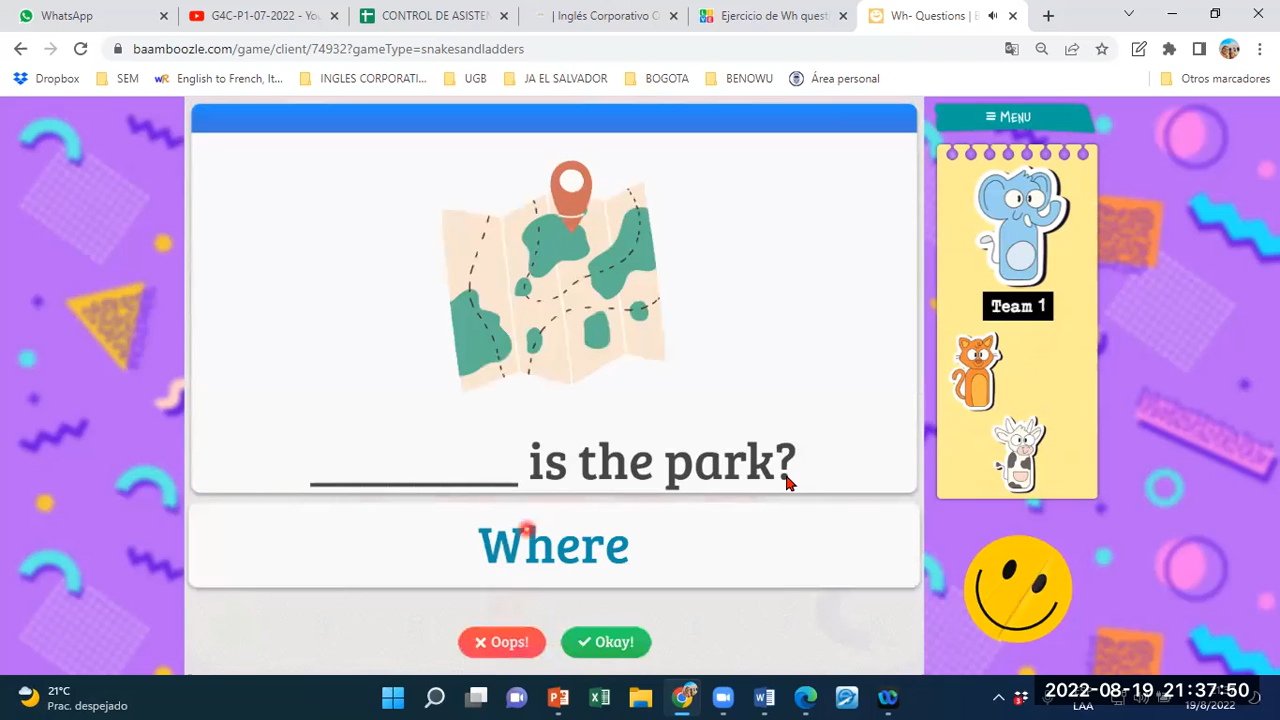 WhatsApp
G4C-P1-07-2022 - You
CONTROL DE ASISTEN
Inglés Corporativo O
Ejercicio de Wh quest
Wh- Questions | B
baamboozle.com/game/client/74932?gameType=snakesandladders
Dropbox
SEM
English to French, It...
INGLES CORPORATI...
UGB
JA EL SALVADOR
BOGOTA
BENOWU
Área personal
Otros marcadores
MENU
Team 1
__________ is the park?
Where
Oops!
Okay!
21°C
Prac. despejado
2022-08-19 21:37:50
LAA
19/8/2022